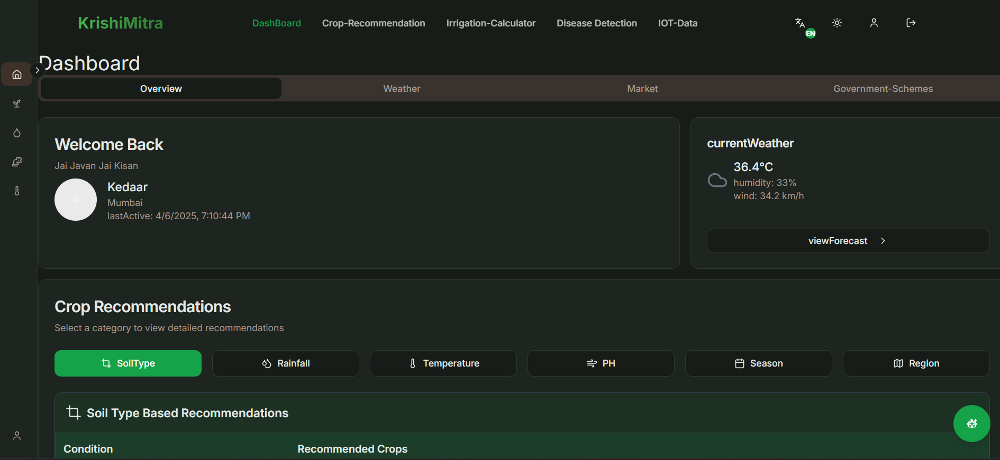 KrishiMitra
DashBoard
Crop-Recommendation
Irrigation-Calculator
Disease Detection
IOT-Data
EN
Dashboard
Overview
Weather
Market
Government-Schemes
Welcome Back
Jai Javan Jai Kisan
Kedaar
Mumbai
lastActive: 4/6/2025, 7:10:44 PM
currentWeather
36.4°C
humidity: 33%
wind: 34.2 km/h
viewForecast
Crop Recommendations
Select a category to view detailed recommendations
SoilType
Rainfall
Temperature
PH
Season
Region
Soil Type Based Recommendations
Condition
Recommended Crops